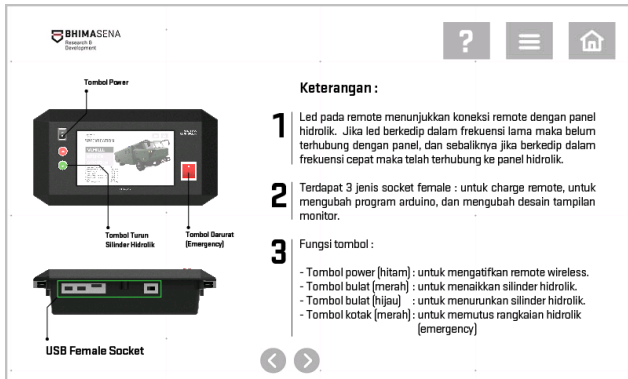 BHIMASENA
Research &
Development
?
Tombol Power
Tombol Turun
Silinder Hidrolik
Tombol Darurat
(Emergency)
USB Female Socket
Keterangan :
1
Led pada remote menunjukkan koneksi remote dengan panel
hidrolik. Jika led berkedip dalam frekuensi lama maka belum
terhubung dengan panel, dan sebaliknya jika berkedip dalam
frekuensi cepat maka telah terhubung ke panel hidrolik.
2
Terdapat 3 jenis socket female : untuk charge remote, untuk
mengubah program arduino, dan mengubah desain tampilan
monitor.
3
Fungsi tombol :
- Tombol power (hitam) : untuk mengatifkan remote wireless.
- Tombol bulat (merah) : untuk menaikkan silinder hidrolik.
- Tombol bulat (hijau) : untuk menurunkan silinder hidrolik.
- Tombol kotak (merah) : untuk memutus rangkaian hidrolik
(emergency)